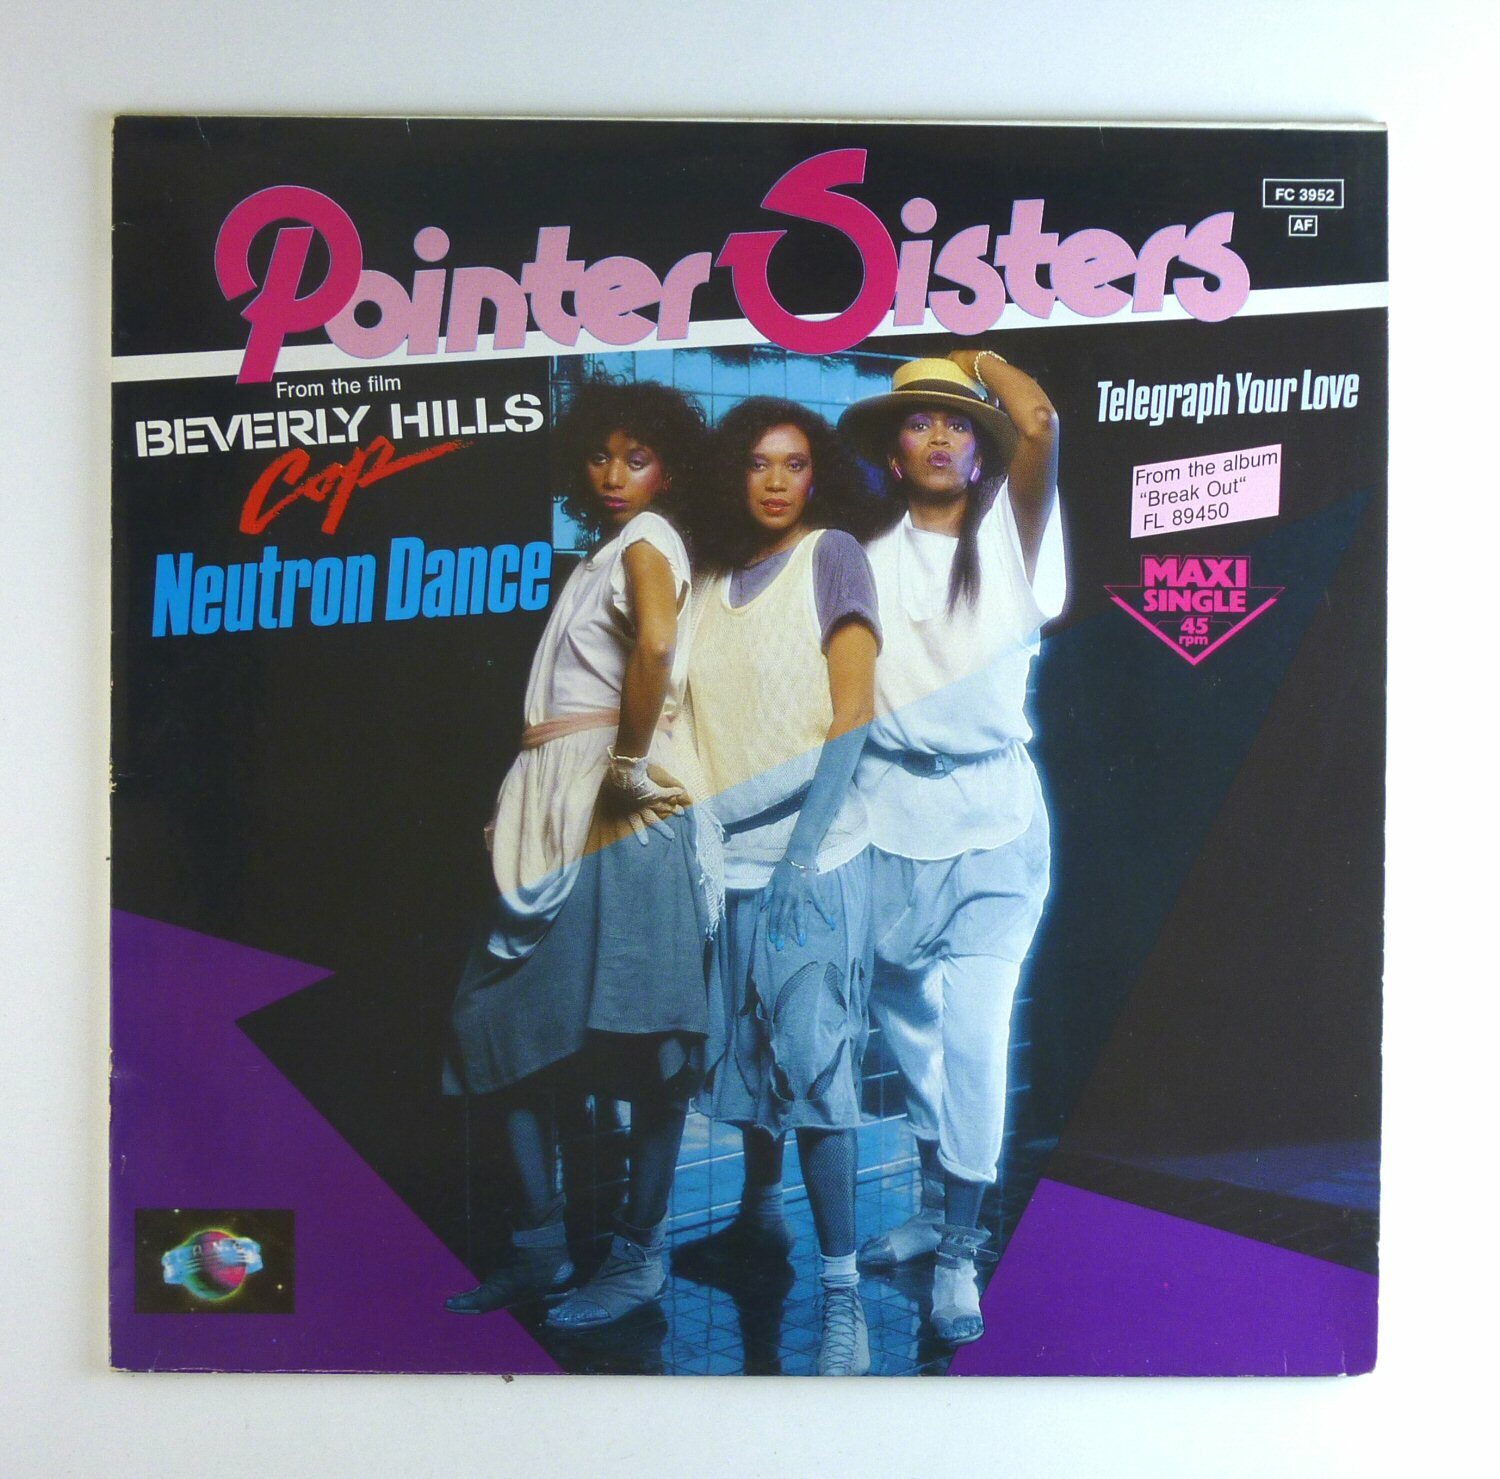 Pointer Sisters
FC 3952
AF
From the film
BEVERLY HILLS
Cop
Neutron Dance
Telegraph Your Love
From the album
"Break Out"
FL 89450
MAXI
SINGLE
45
rpm